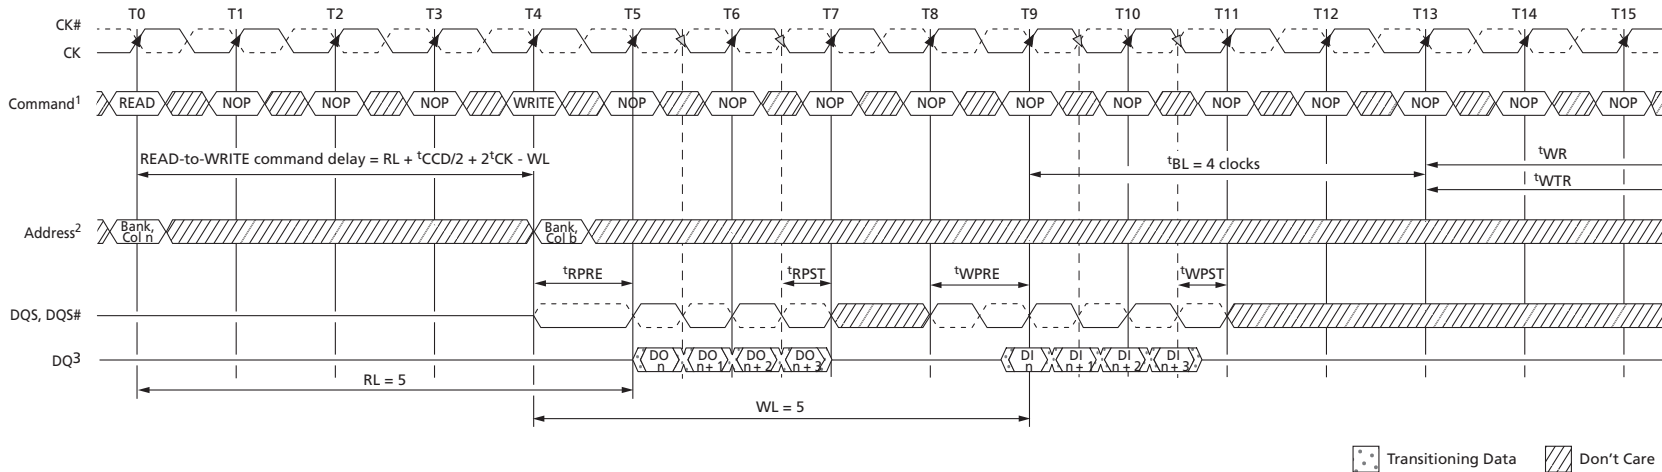 T0 T1 T2 T3 T4 T5 T6 T7 T8 T9 T10 T11 T12 T13 T14 T15
CK#
CK
Command1 READ NOP NOP NOP WRITE NOP NOP NOP NOP NOP NOP NOP NOP NOP NOP NOP
READ-to-WRITE command delay = RL + tCCD/2 + 2tCK - WL
tBL = 4 clocks
tWR
tWTR
Address2 Bank, Col n Bank, Col b
tRPRE tRPST tWPRE tWPST
DQS, DQS#
DQ3 DO n DO n + 1 DO n + 2 DO n + 3 DI n DI n + 1 DI n + 2 DI n + 3
RL = 5
WL = 5
Transitioning Data Don't Care